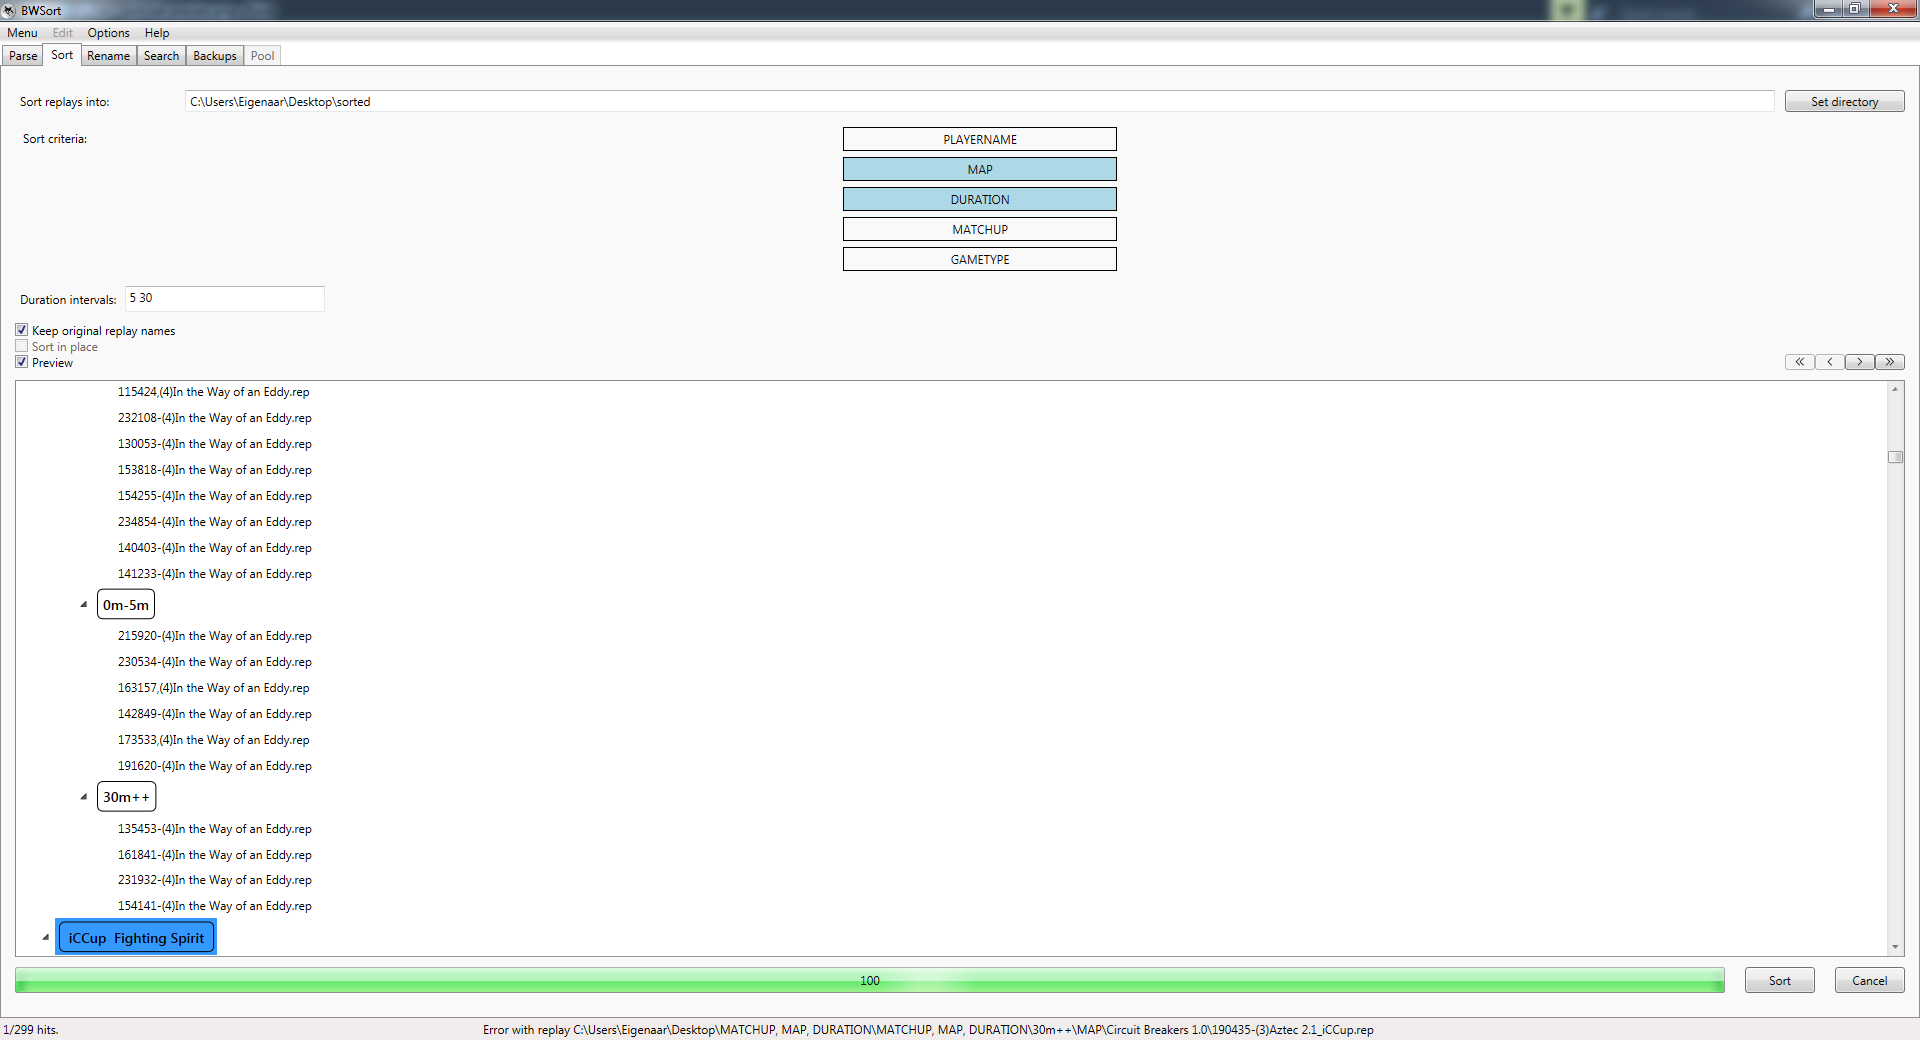 BWSort
Menu Edit Options Help
Parse Sort Rename Search Backups Pool
Sort replays into: C:\Users\Eigenaar\Desktop\sorted Set directory
Sort criteria: PLAYERNAME
MAP
DURATION
MATCHUP
GAMETYPE
Duration intervals: 5 30
Keep original replay names
Sort in place
Preview
115424,(4)In the Way of an Eddy.rep
232108-(4)In the Way of an Eddy.rep
130053-(4)In the Way of an Eddy.rep
153818-(4)In the Way of an Eddy.rep
154255-(4)In the Way of an Eddy.rep
234854-(4)In the Way of an Eddy.rep
140403-(4)In the Way of an Eddy.rep
141233-(4)In the Way of an Eddy.rep
0m-5m
215920-(4)In the Way of an Eddy.rep
230534-(4)In the Way of an Eddy.rep
163157,(4)In the Way of an Eddy.rep
142849-(4)In the Way of an Eddy.rep
173533,(4)In the Way of an Eddy.rep
191620-(4)In the Way of an Eddy.rep
30m++
135453-(4)In the Way of an Eddy.rep
161841-(4)In the Way of an Eddy.rep
231932-(4)In the Way of an Eddy.rep
154141-(4)In the Way of an Eddy.rep
iCCup  Fighting Spirit
100 Sort Cancel
1/299 hits. Error with replay C:\Users\Eigenaar\Desktop\MATCHUP, MAP, DURATION\MATCHUP, MAP, DURATION\30m++\MAP\Circuit Breakers 1.0\190435-(3)Aztec 2.1_iCCup.rep